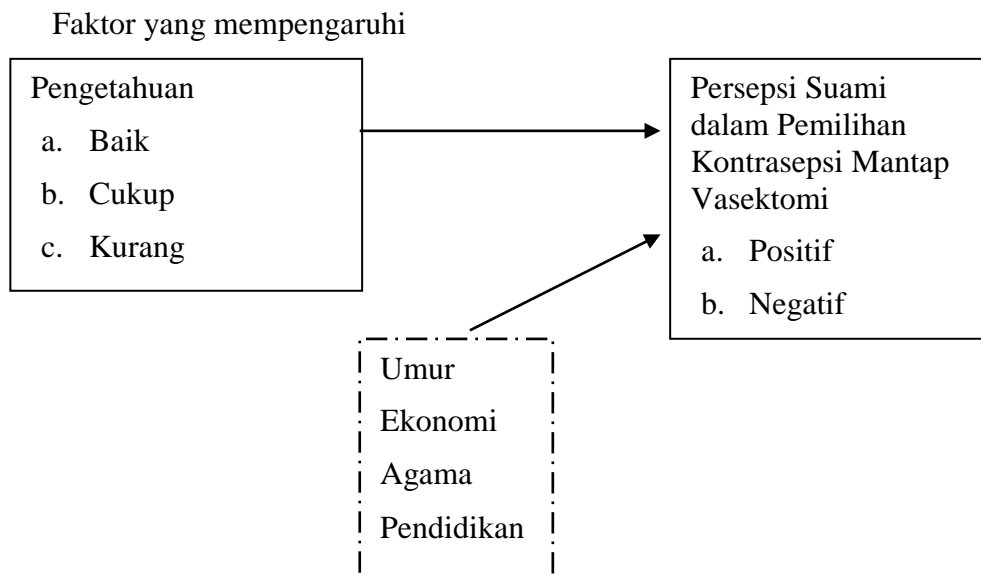 Faktor yang mempengaruhi
Pengetahuan
a. Baik
b. Cukup
c. Kurang
Persepsi Suami
dalam Pemilihan
Kontrasepsi Mantap
Vasektomi
a. Positif
b. Negatif
Umur
Ekonomi
Agama
Pendidikan